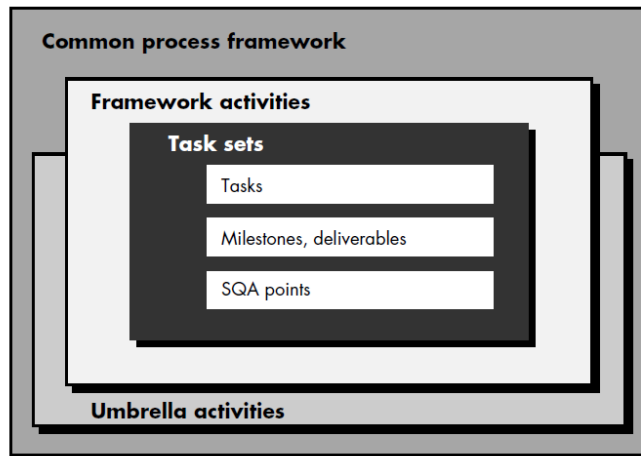 Common process framework
Framework activities
Task sets
Tasks
Milestones, deliverables
SQA points
Umbrella activities